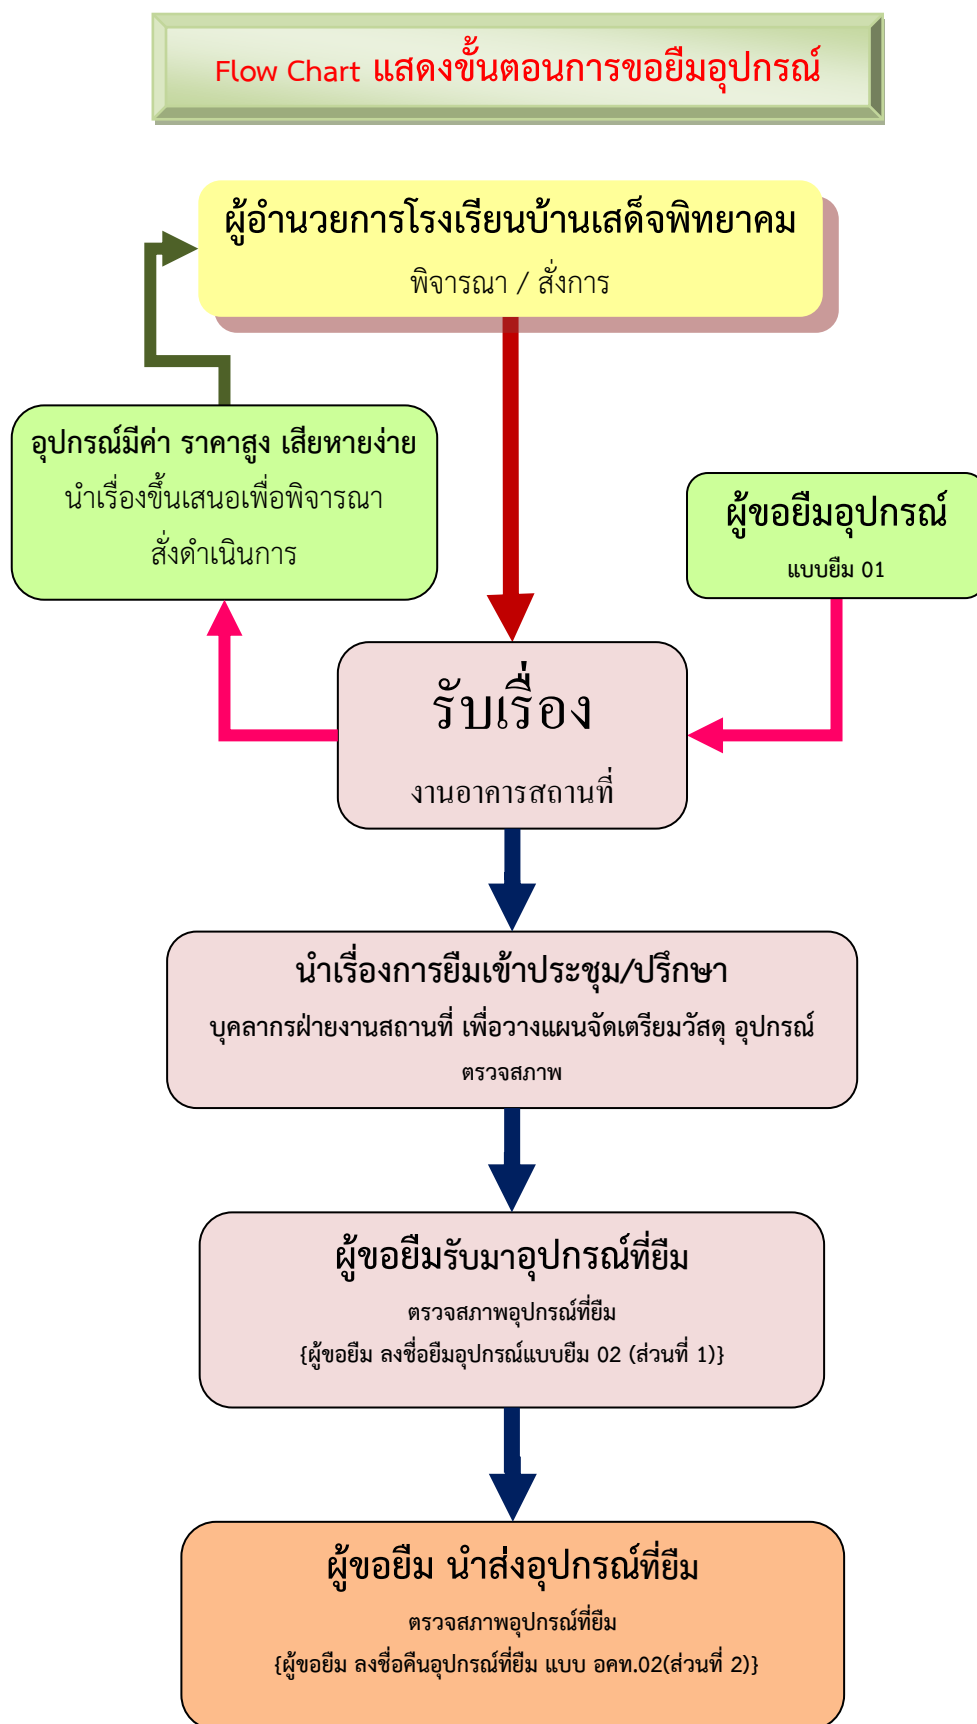 Flow Chart แสดงขั้นตอนการขอยืมอุปกรณ์
ผู้อำนวยการโรงเรียนบ้านเสด็จพิทยาคม
พิจารณา / สั่งการ
อุปกรณ์มีค่า ราคาสูง เสียหายง่าย
นำเรื่องขึ้นเสนอเพื่อพิจารณา
สั่งดำเนินการ
ผู้ขอยืมอุปกรณ์
แบบยืม 01
รับเรื่อง
งานอาคารสถานที่
นำเรื่องการยืมเข้าประชุม/ปรึกษา
บุคลากรฝ่ายงานสถานที่ เพื่อวางแผนจัดเตรียมวัสดุ อุปกรณ์
ตรวจสภาพ
ผู้ขอยืมรับมาอุปกรณ์ที่ยืม
ตรวจสภาพอุปกรณ์ที่ยืม
{ผู้ขอยืม ลงชื่อยืมอุปกรณ์แบบยืม 02 (ส่วนที่ 1)}
ผู้ขอยืม นำส่งอุปกรณ์ที่ยืม
ตรวจสภาพอุปกรณ์ที่ยืม
{ผู้ขอยืม ลงชื่อคืนอุปกรณ์ที่ยืม แบบ อคท.02(ส่วนที่ 2)}